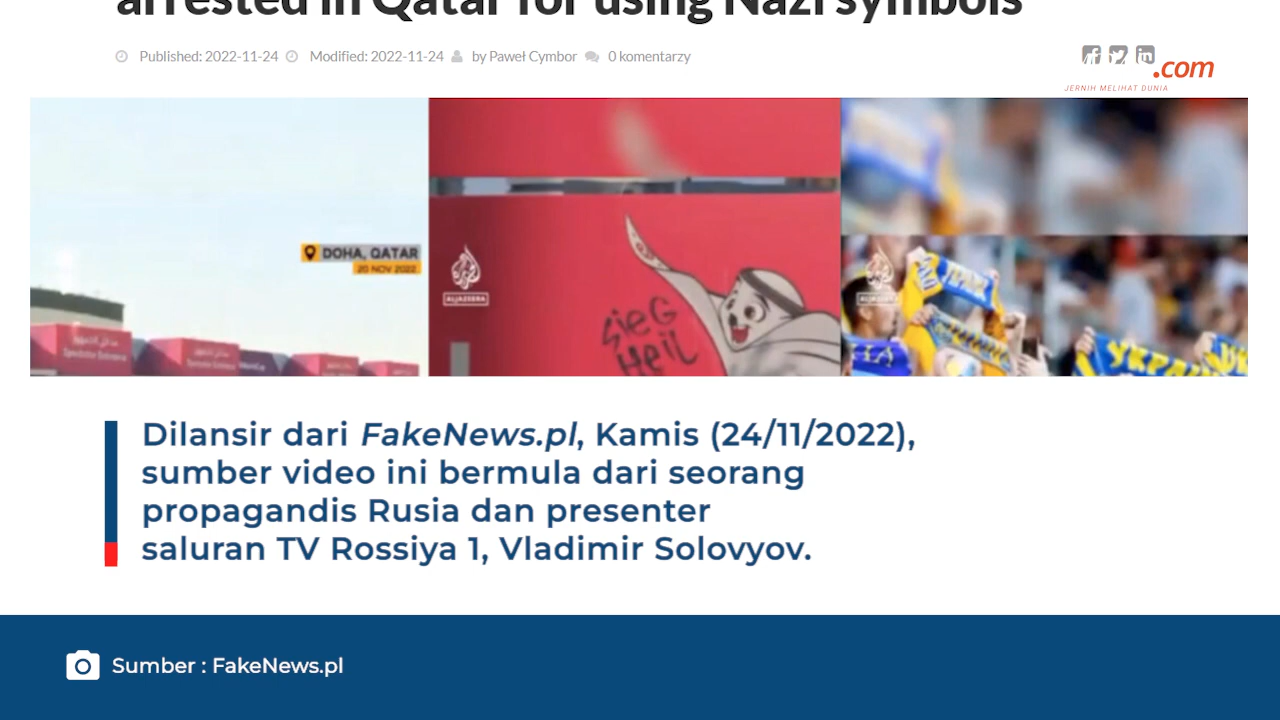 arrested in Qatar for using Nazi symbols
Published: 2022-11-24 Modified: 2022-11-24 by Paweł Cymbor 0 komentarzy
.com
JERNIH MELIHAT DUNIA
DOHA, QATAR
20 NOV 2022
ALJAZEERA
SIEG
HEIL
ALJAZEERA
УКРАЇН
Dilansir dari FakeNews.pl, Kamis (24/11/2022),
sumber video ini bermula dari seorang
propagandis Rusia dan presenter
saluran TV Rossiya 1, Vladimir Solovyov.
Sumber : FakeNews.pl